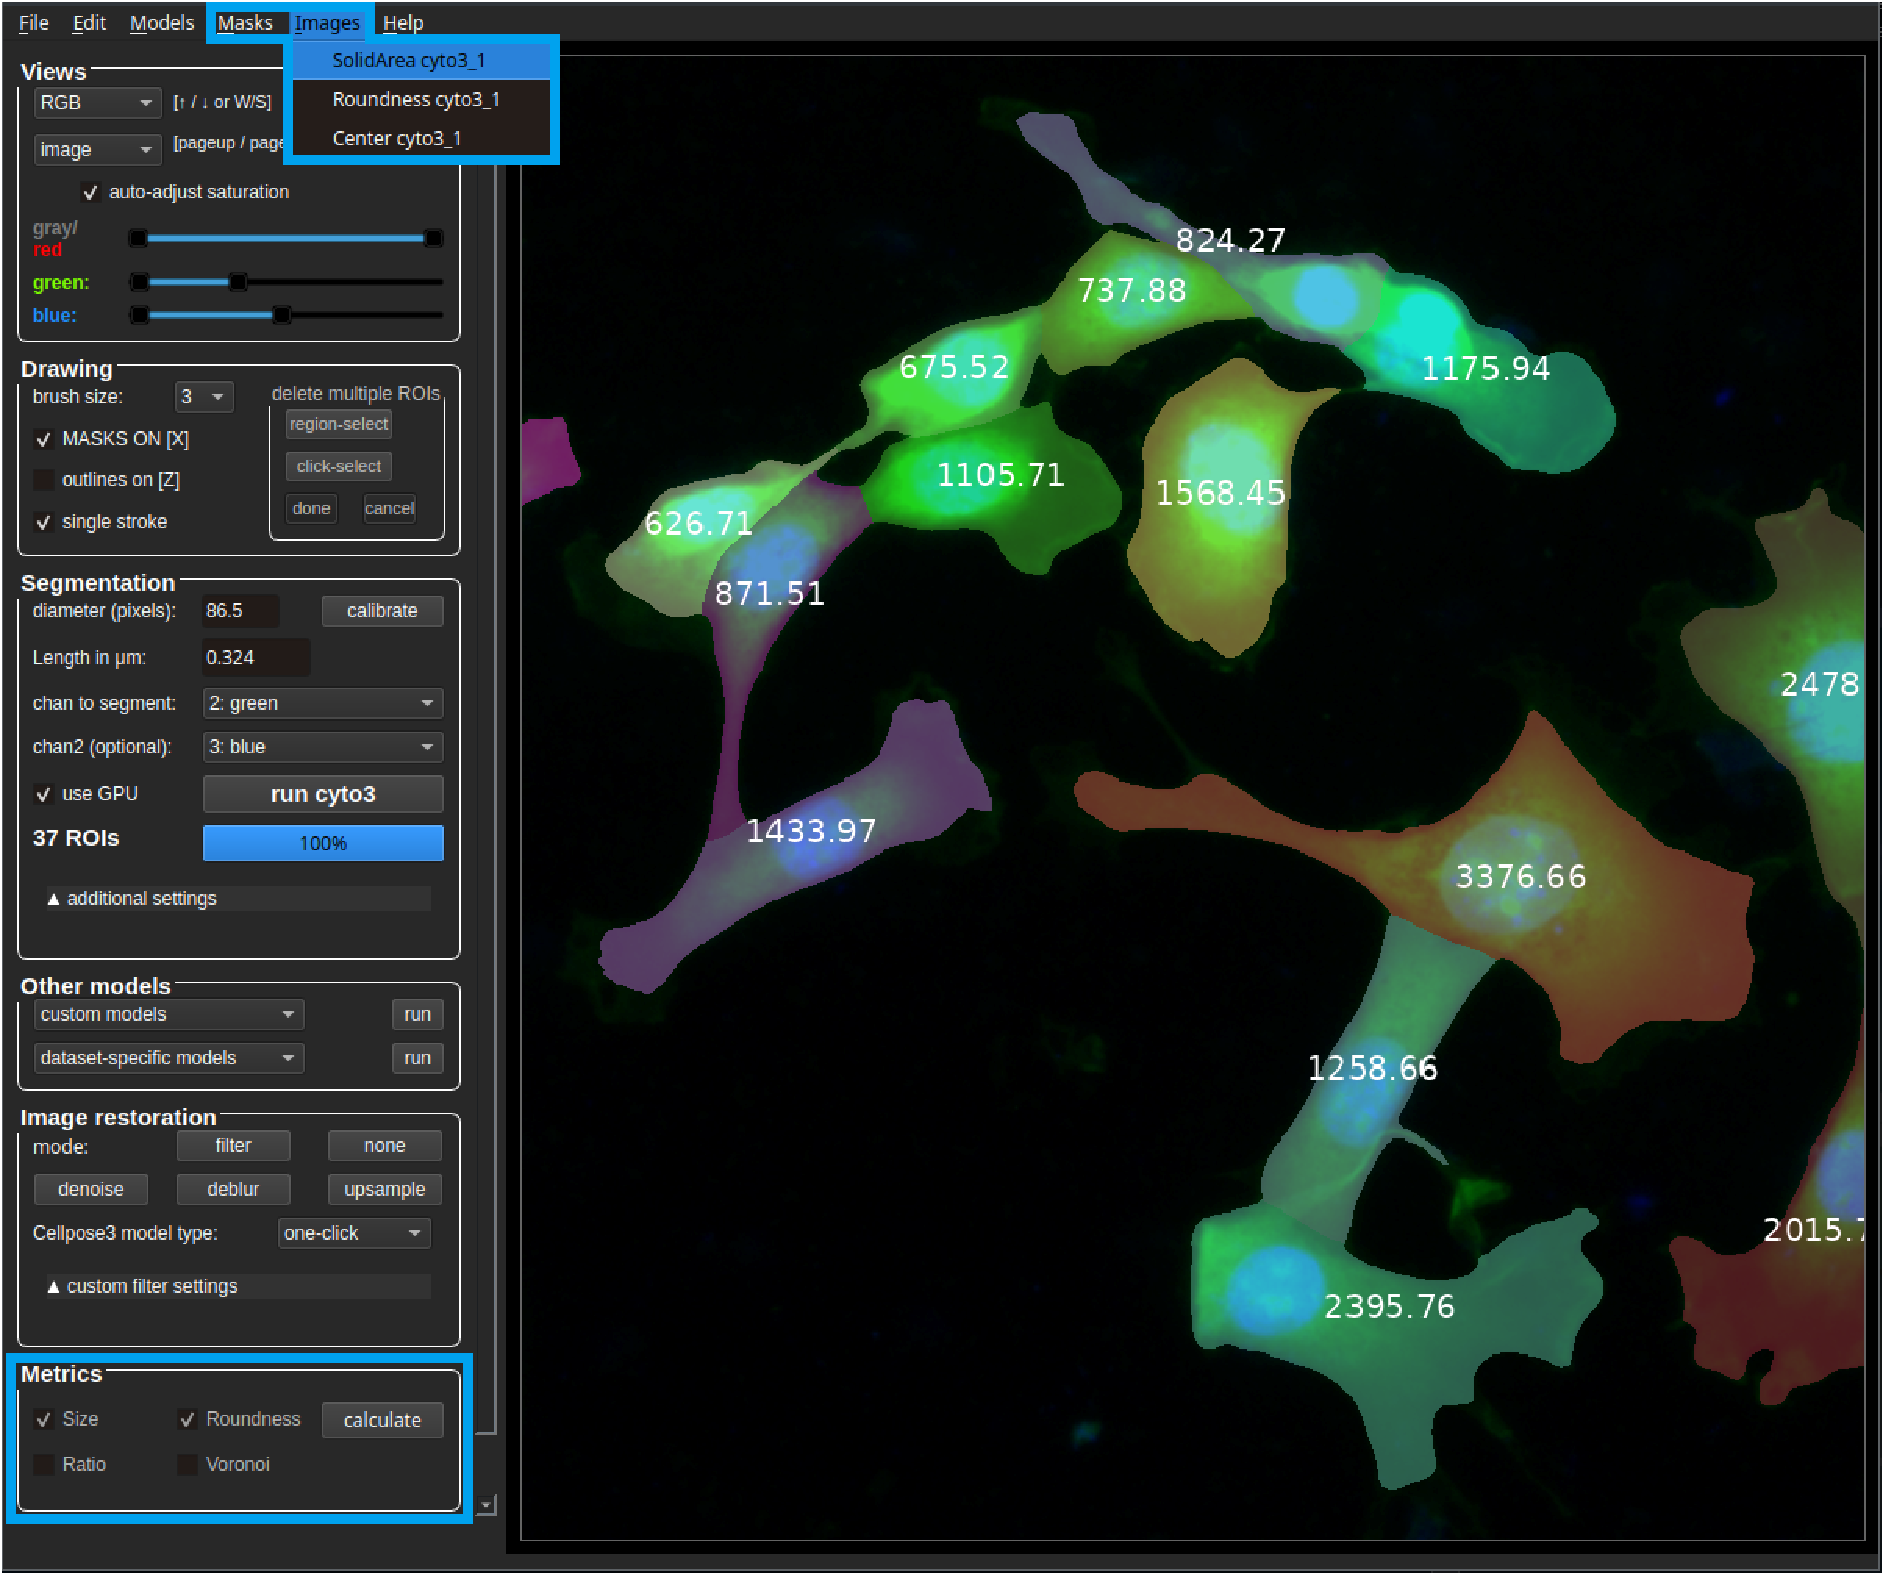 File Edit Models Masks Images Help
SolidArea cyto3_1
Roundness cyto3_1
Center cyto3_1
Views
RGB [↑ / ↓ or W/S]
image [pageup / page
✓ auto-adjust saturation
gray/
red
green:
blue:
Drawing
brush size: 3 delete multiple ROIs
region-select
✓ MASKS ON [X]
click-select
outlines on [Z]
done cancel
✓ single stroke
Segmentation
diameter (pixels): 86.5 calibrate
Length in µm: 0.324
chan to segment: 2: green
chan2 (optional): 3: blue
✓ use GPU run cyto3
37 ROIs 100%
▲ additional settings
Other models
custom models run
dataset-specific models run
Image restoration
mode: filter none
denoise deblur upsample
Cellpose3 model type: one-click
▲ custom filter settings
Metrics
✓ Size ✓ Roundness calculate
Ratio Voronoi
824.27
737.88
675.52
1175.94
1105.71
1568.45
626.71
871.51
2478
1433.97
3376.66
1258.66
2015.7
2395.76